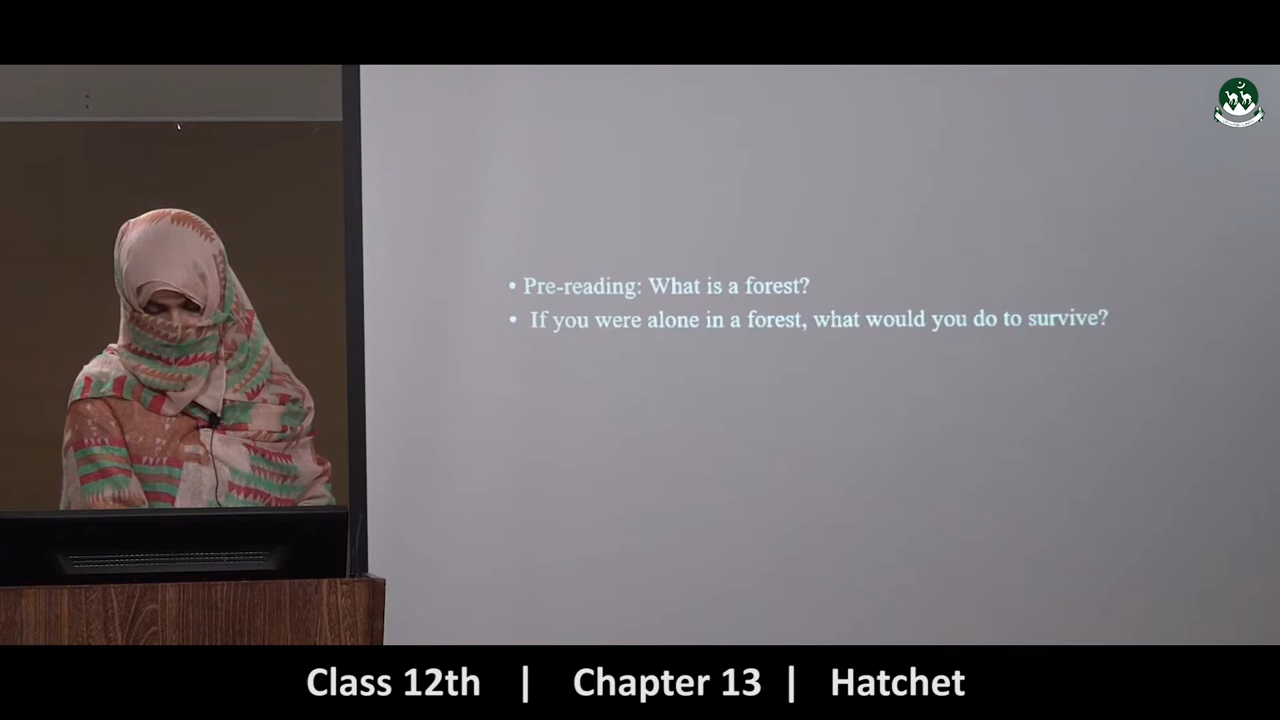 • Pre-reading: What is a forest?
• If you were alone in a forest, what would you do to survive?
Class 12th | Chapter 13 | Hatchet